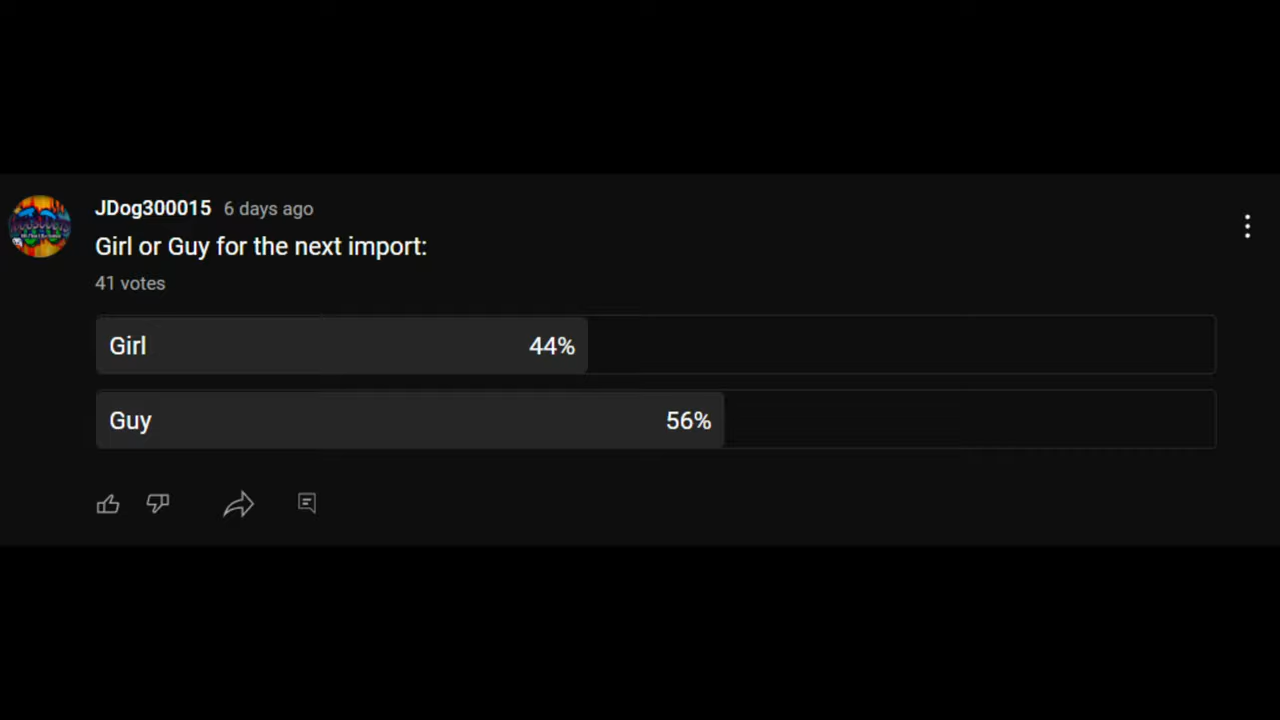 JDog300015 6 days ago
Girl or Guy for the next import:
41 votes
Girl 44%
Guy 56%